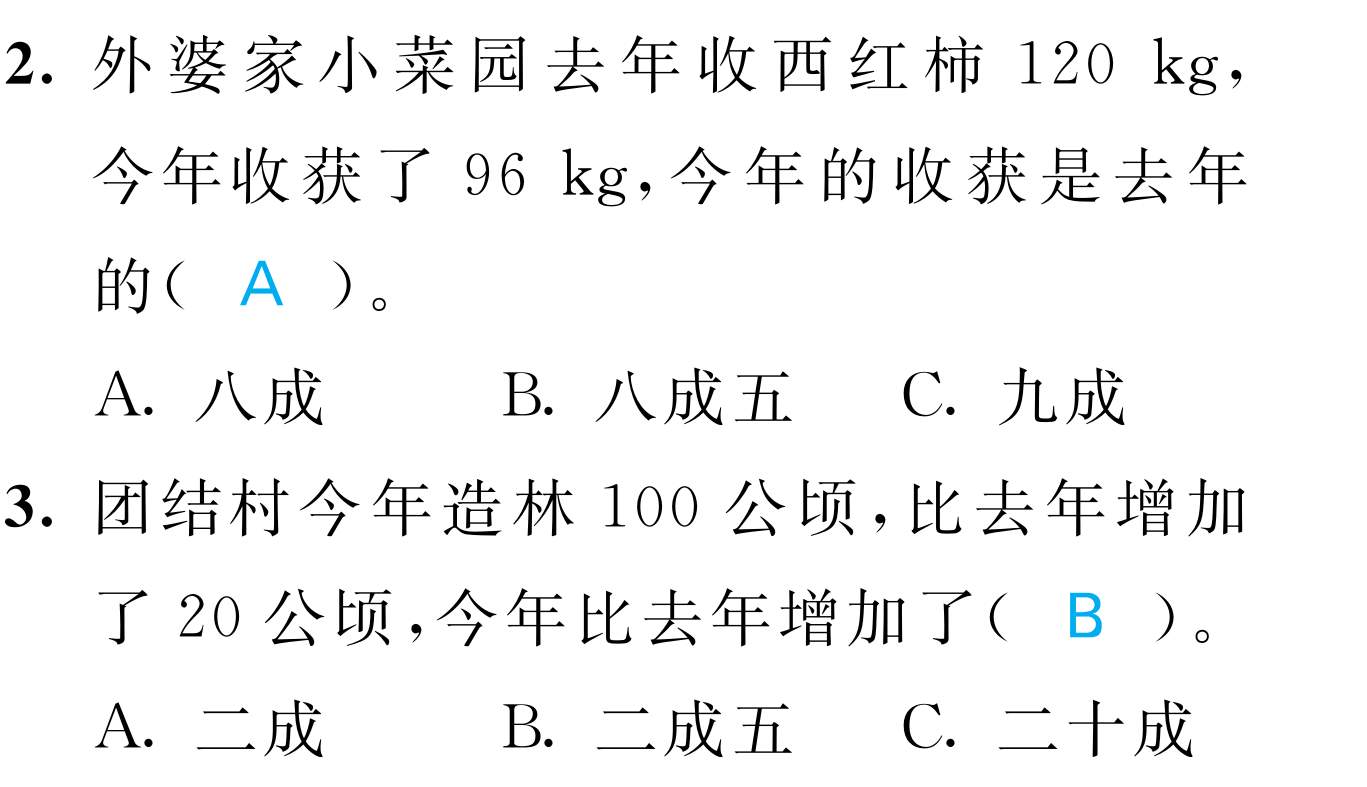 2. 外婆家小菜园去年收西红柿 120 kg,
今年收获了 96 kg,今年的收获是去年
的( A )。
A. 八成 B. 八成五 C. 九成
3. 团结村今年造林 100 公顷,比去年增加
了 20 公顷,今年比去年增加了( B )。
A. 二成 B. 二成五 C. 二十成